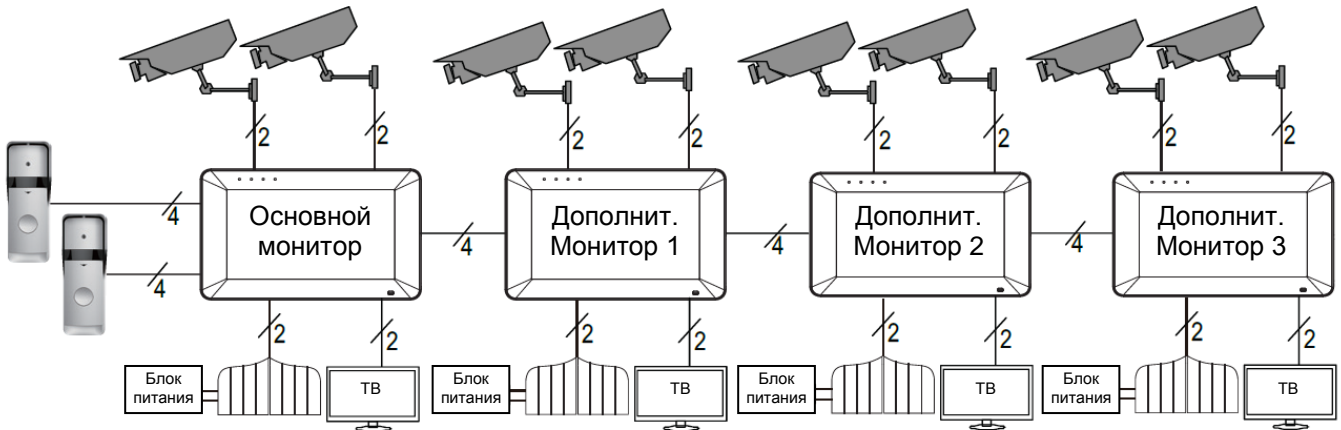 2
2
2
2
2
2
2
2
4
4
4
4
4
Основной
монитор
Дополнит.
Монитор 1
Дополнит.
Монитор 2
Дополнит.
Монитор 3
2
2
2
2
2
2
2
2
Блок
питания
ТВ
Блок
питания
ТВ
Блок
питания
ТВ
Блок
питания
ТВ